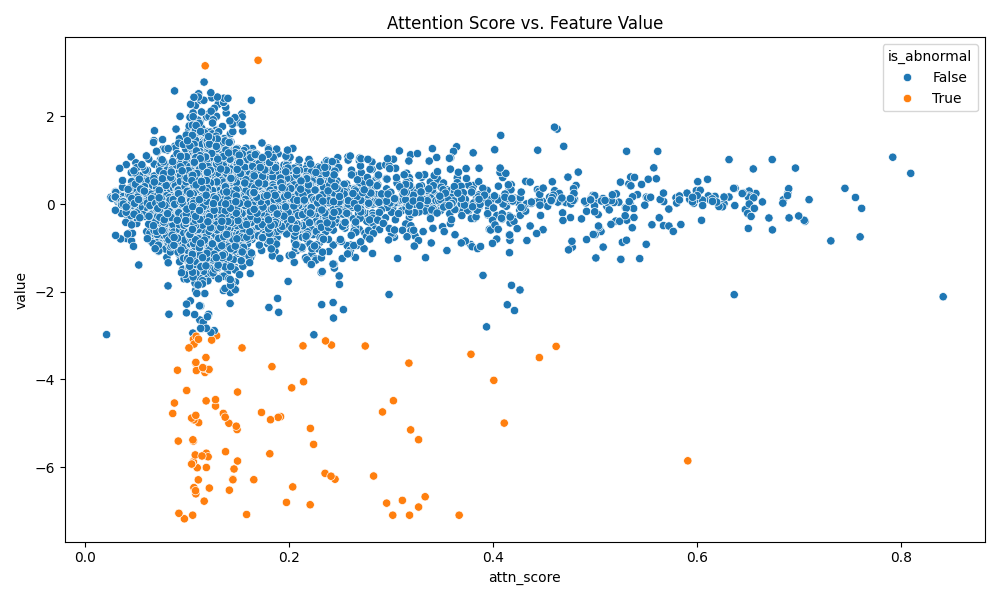 Attention Score vs. Feature Value
is_abnormal
False
True
value
2
0
−2
−4
−6
0.0 0.2 0.4 0.6 0.8
attn_score